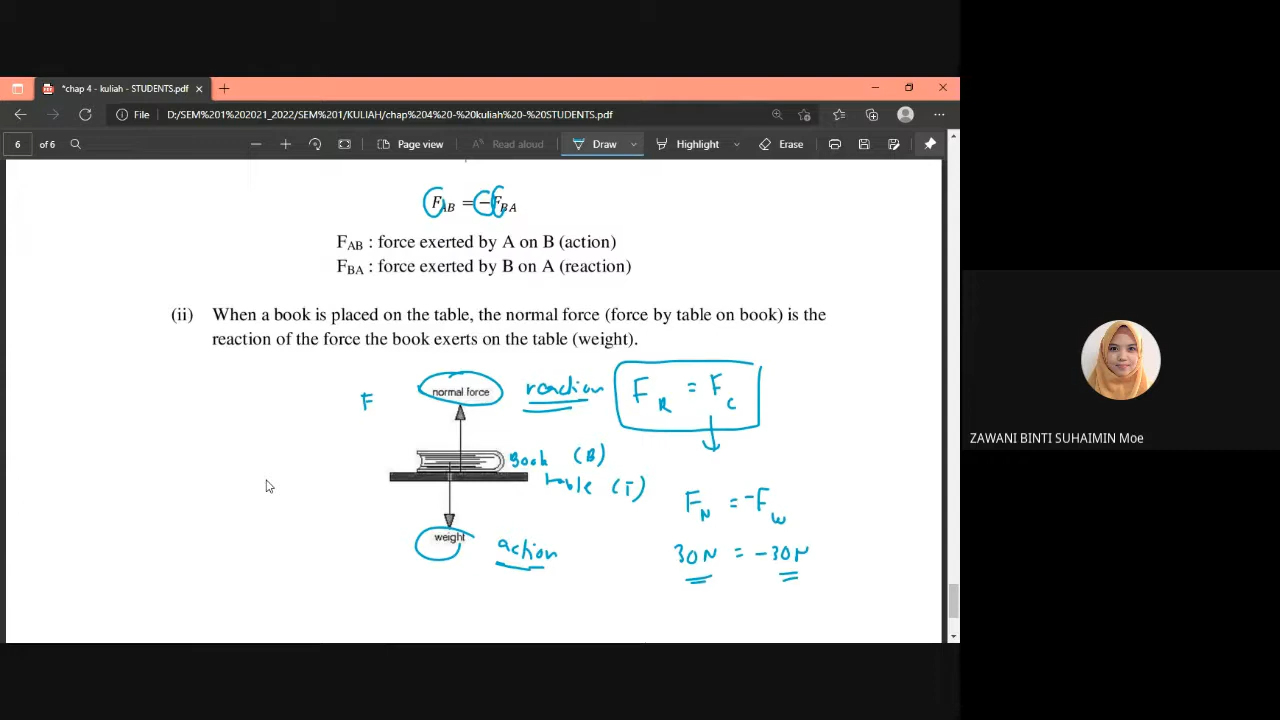 *chap 4 - kuliah - STUDENTS.pdf
File D:/SEM%201%202021_2022/SEM%201/KULIAH/chap%204%20-%20kuliah%20-%20STUDENTS.pdf
6 of 6 Page view Read aloud Draw Highlight Erase
F_AB = -F_BA
F_AB : force exerted by A on B (action)
F_BA : force exerted by B on A (reaction)
(ii) When a book is placed on the table, the normal force (force by table on book) is the
reaction of the force the book exerts on the table (weight).
F normal force reaction F_R = F_C
Book (B)
table (T)
F_N = -F_W
weight action
30N = -30N
ZAWANI BINTI SUHAIMIN Moe